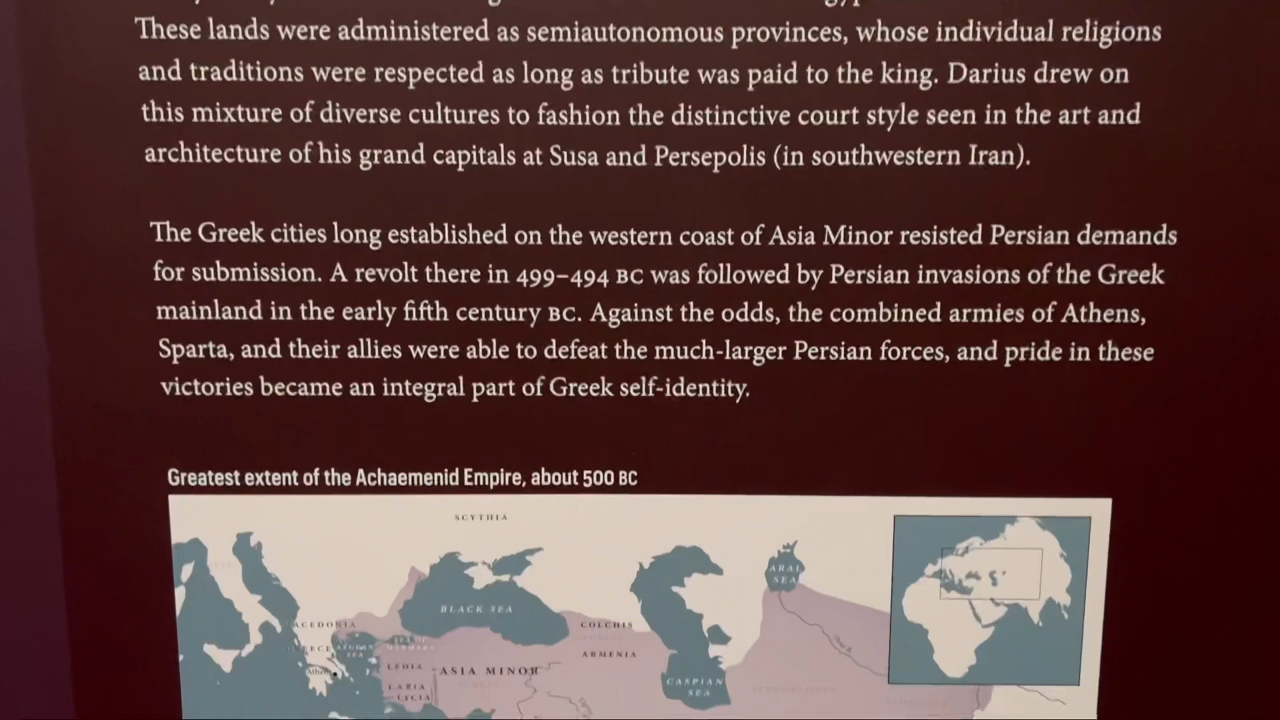 These lands were administered as semiautonomous provinces, whose individual religions
and traditions were respected as long as tribute was paid to the king. Darius drew on
this mixture of diverse cultures to fashion the distinctive court style seen in the art and
architecture of his grand capitals at Susa and Persepolis (in southwestern Iran).
The Greek cities long established on the western coast of Asia Minor resisted Persian demands
for submission. A revolt there in 499–494 BC was followed by Persian invasions of the Greek
mainland in the early fifth century BC. Against the odds, the combined armies of Athens,
Sparta, and their allies were able to defeat the much-larger Persian forces, and pride in these
victories became an integral part of Greek self-identity.
Greatest extent of the Achaemenid Empire, about 500 BC
SCYTHIA
ARAL
SEA
BLACK SEA
COLCHIS
ARMENIA
AEGEAN
SEA
Athens
LYDIA
ASIA MINOR
CARIA
LYCIA
CASPIAN
SEA